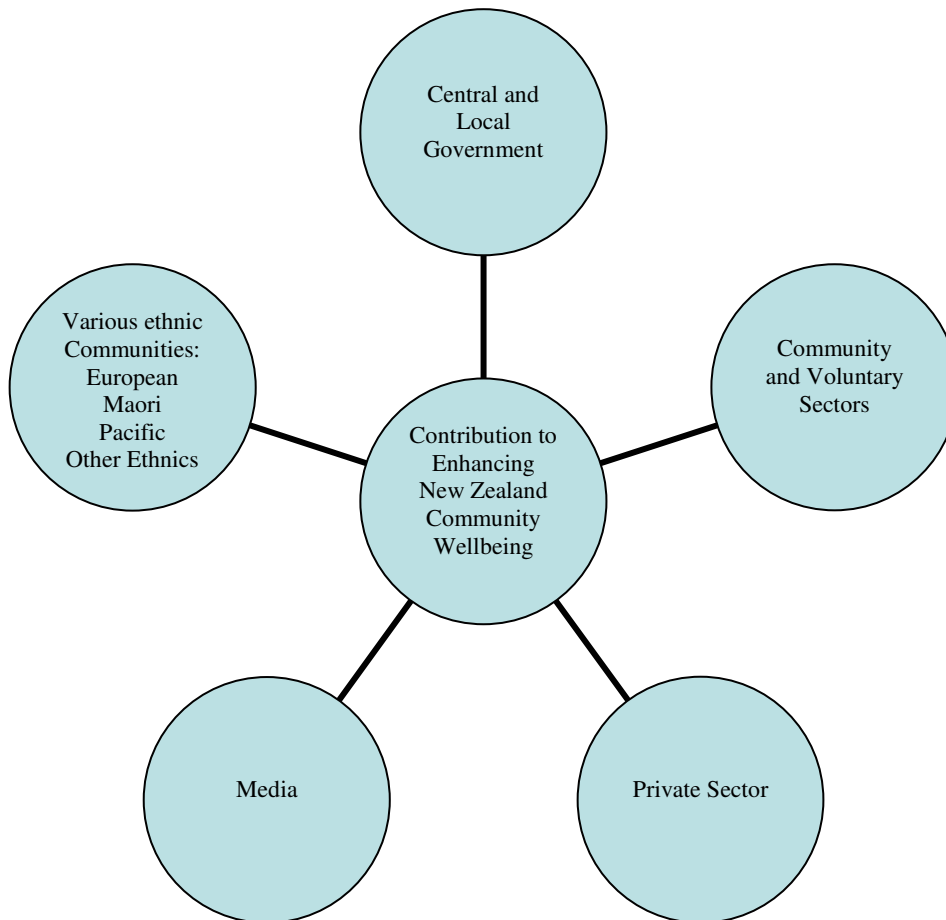 Central and
Local
Government
Various ethnic
Communities:
European
Maori
Pacific
Other Ethnics
Community
and Voluntary
Sectors
Contribution to
Enhancing
New Zealand
Community
Wellbeing
Media
Private Sector